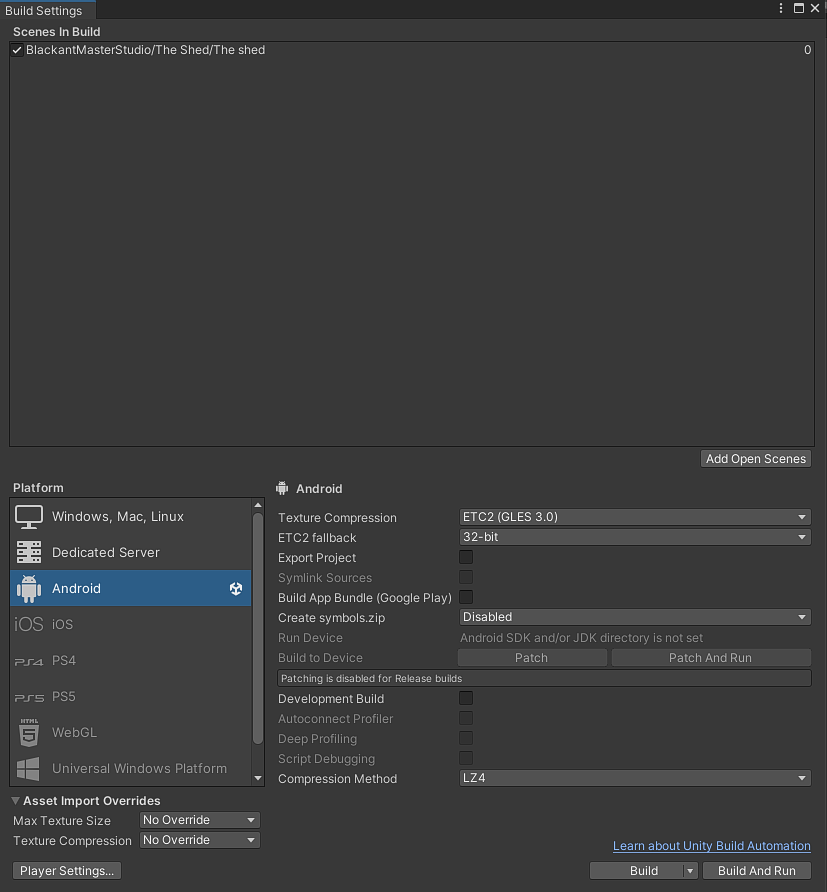 Build Settings
Scenes In Build
BlackantMasterStudio/The Shed/The shed 0
Add Open Scenes
Platform
Windows, Mac, Linux
Dedicated Server
Android
iOS iOS
PS4 PS4
PS5 PS5
HTML 5 WebGL
Universal Windows Platform
Android
Texture Compression ETC2 (GLES 3.0)
ETC2 fallback 32-bit
Export Project
Symlink Sources
Build App Bundle (Google Play)
Create symbols.zip Disabled
Run Device Android SDK and/or JDK directory is not set
Build to Device Patch Patch And Run
Patching is disabled for Release builds
Development Build
Autoconnect Profiler
Deep Profiling
Script Debugging
Compression Method LZ4
Asset Import Overrides
Max Texture Size No Override
Texture Compression No Override
Learn about Unity Build Automation
Player Settings... Build Build And Run